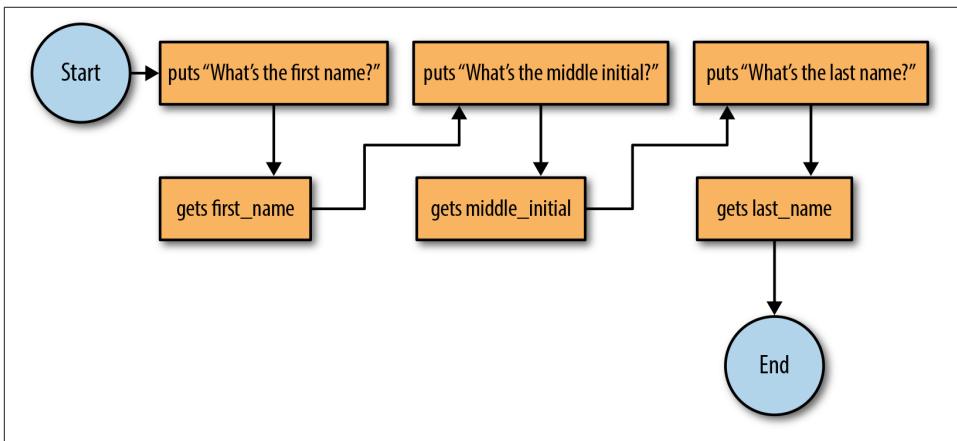 Start
puts “What’s the first name?”
gets first_name
puts “What’s the middle initial?”
gets middle_initial
puts “What’s the last name?”
gets last_name
End